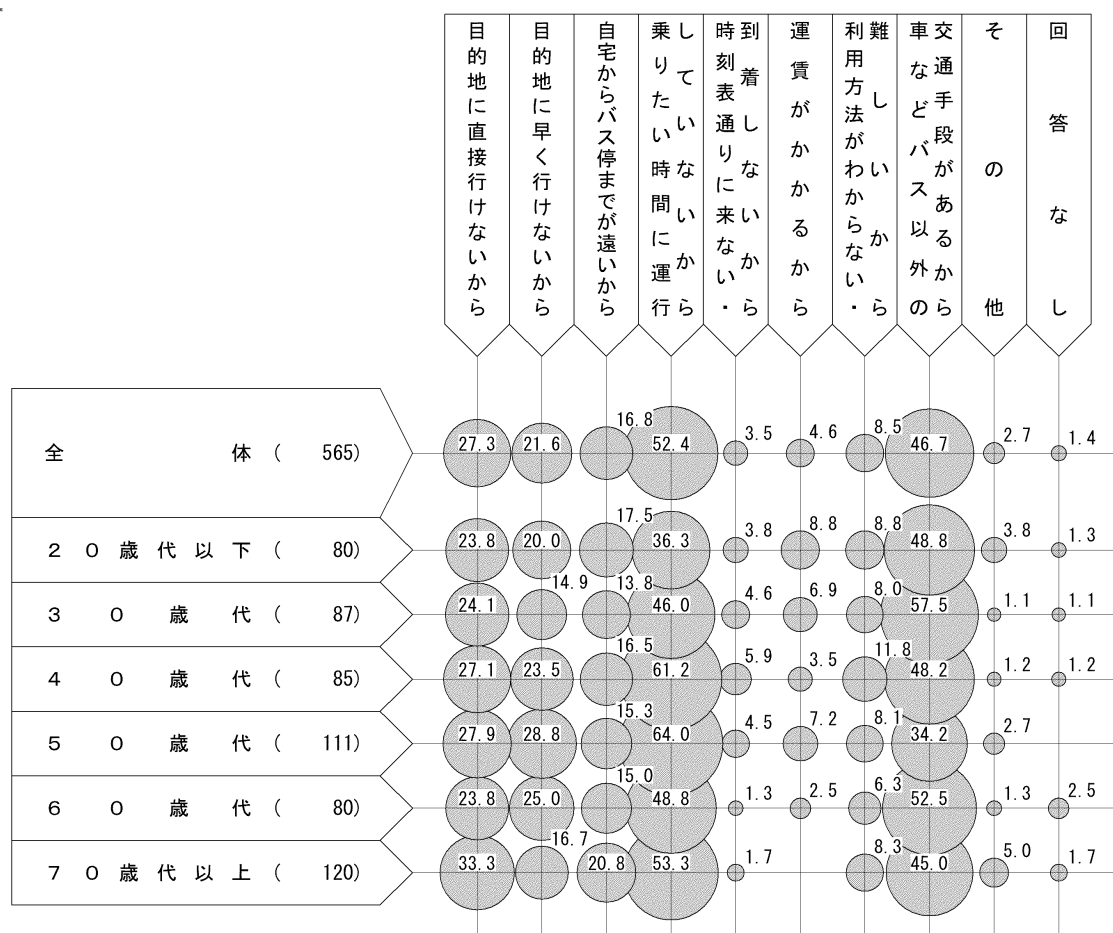 目的地に直接行けないから
目的地に早く行けないから
自宅からバス停までが遠いから
乗りたい時間に運行
していないないから
時刻表通りに来ない・
到着しないから
運賃がかかるから
利用方法がわからない・
難しいから
車などバス以外の
交通手段があるから
その他
回答なし
全体 ( 565) 27.3 21.6 16.8 52.4 3.5 4.6 8.5 46.7 2.7 1.4
２０歳代以下 ( 80) 23.8 20.0 17.5 36.3 3.8 8.8 8.8 48.8 3.8 1.3
３０歳代 ( 87) 24.1 14.9 13.8 46.0 4.6 6.9 8.0 57.5 1.1 1.1
４０歳代 ( 85) 27.1 23.5 16.5 61.2 5.9 3.5 11.8 48.2 1.2 1.2
５０歳代 ( 111) 27.9 28.8 15.3 64.0 4.5 7.2 8.1 34.2 2.7
６０歳代 ( 80) 23.8 25.0 15.0 48.8 1.3 2.5 6.3 52.5 1.3 2.5
７０歳代以上 ( 120) 33.3 16.7 20.8 53.3 1.7 8.3 45.0 5.0 1.7